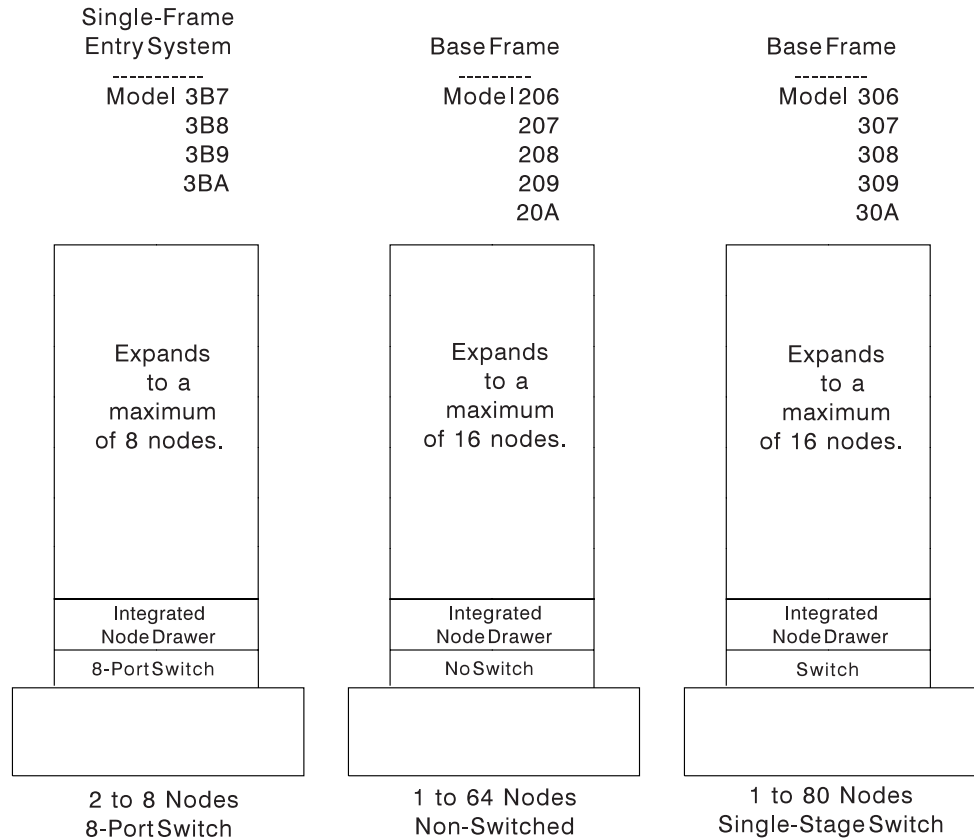 Single-Frame
Entry System
-----------
Model 3B7
3B8
3B9
3BA
Expands
to a
maximum
of 8 nodes.
Integrated
Node Drawer
8-Port Switch
2 to 8 Nodes
8-Port Switch
Base Frame
---------
Model 206
207
208
209
20A
Expands
to a
maximum
of 16 nodes.
Integrated
Node Drawer
No Switch
1 to 64 Nodes
Non-Switched
Base Frame
---------
Model 306
307
308
309
30A
Expands
to a
maximum
of 16 nodes.
Integrated
Node Drawer
Switch
1 to 80 Nodes
Single-Stage Switch